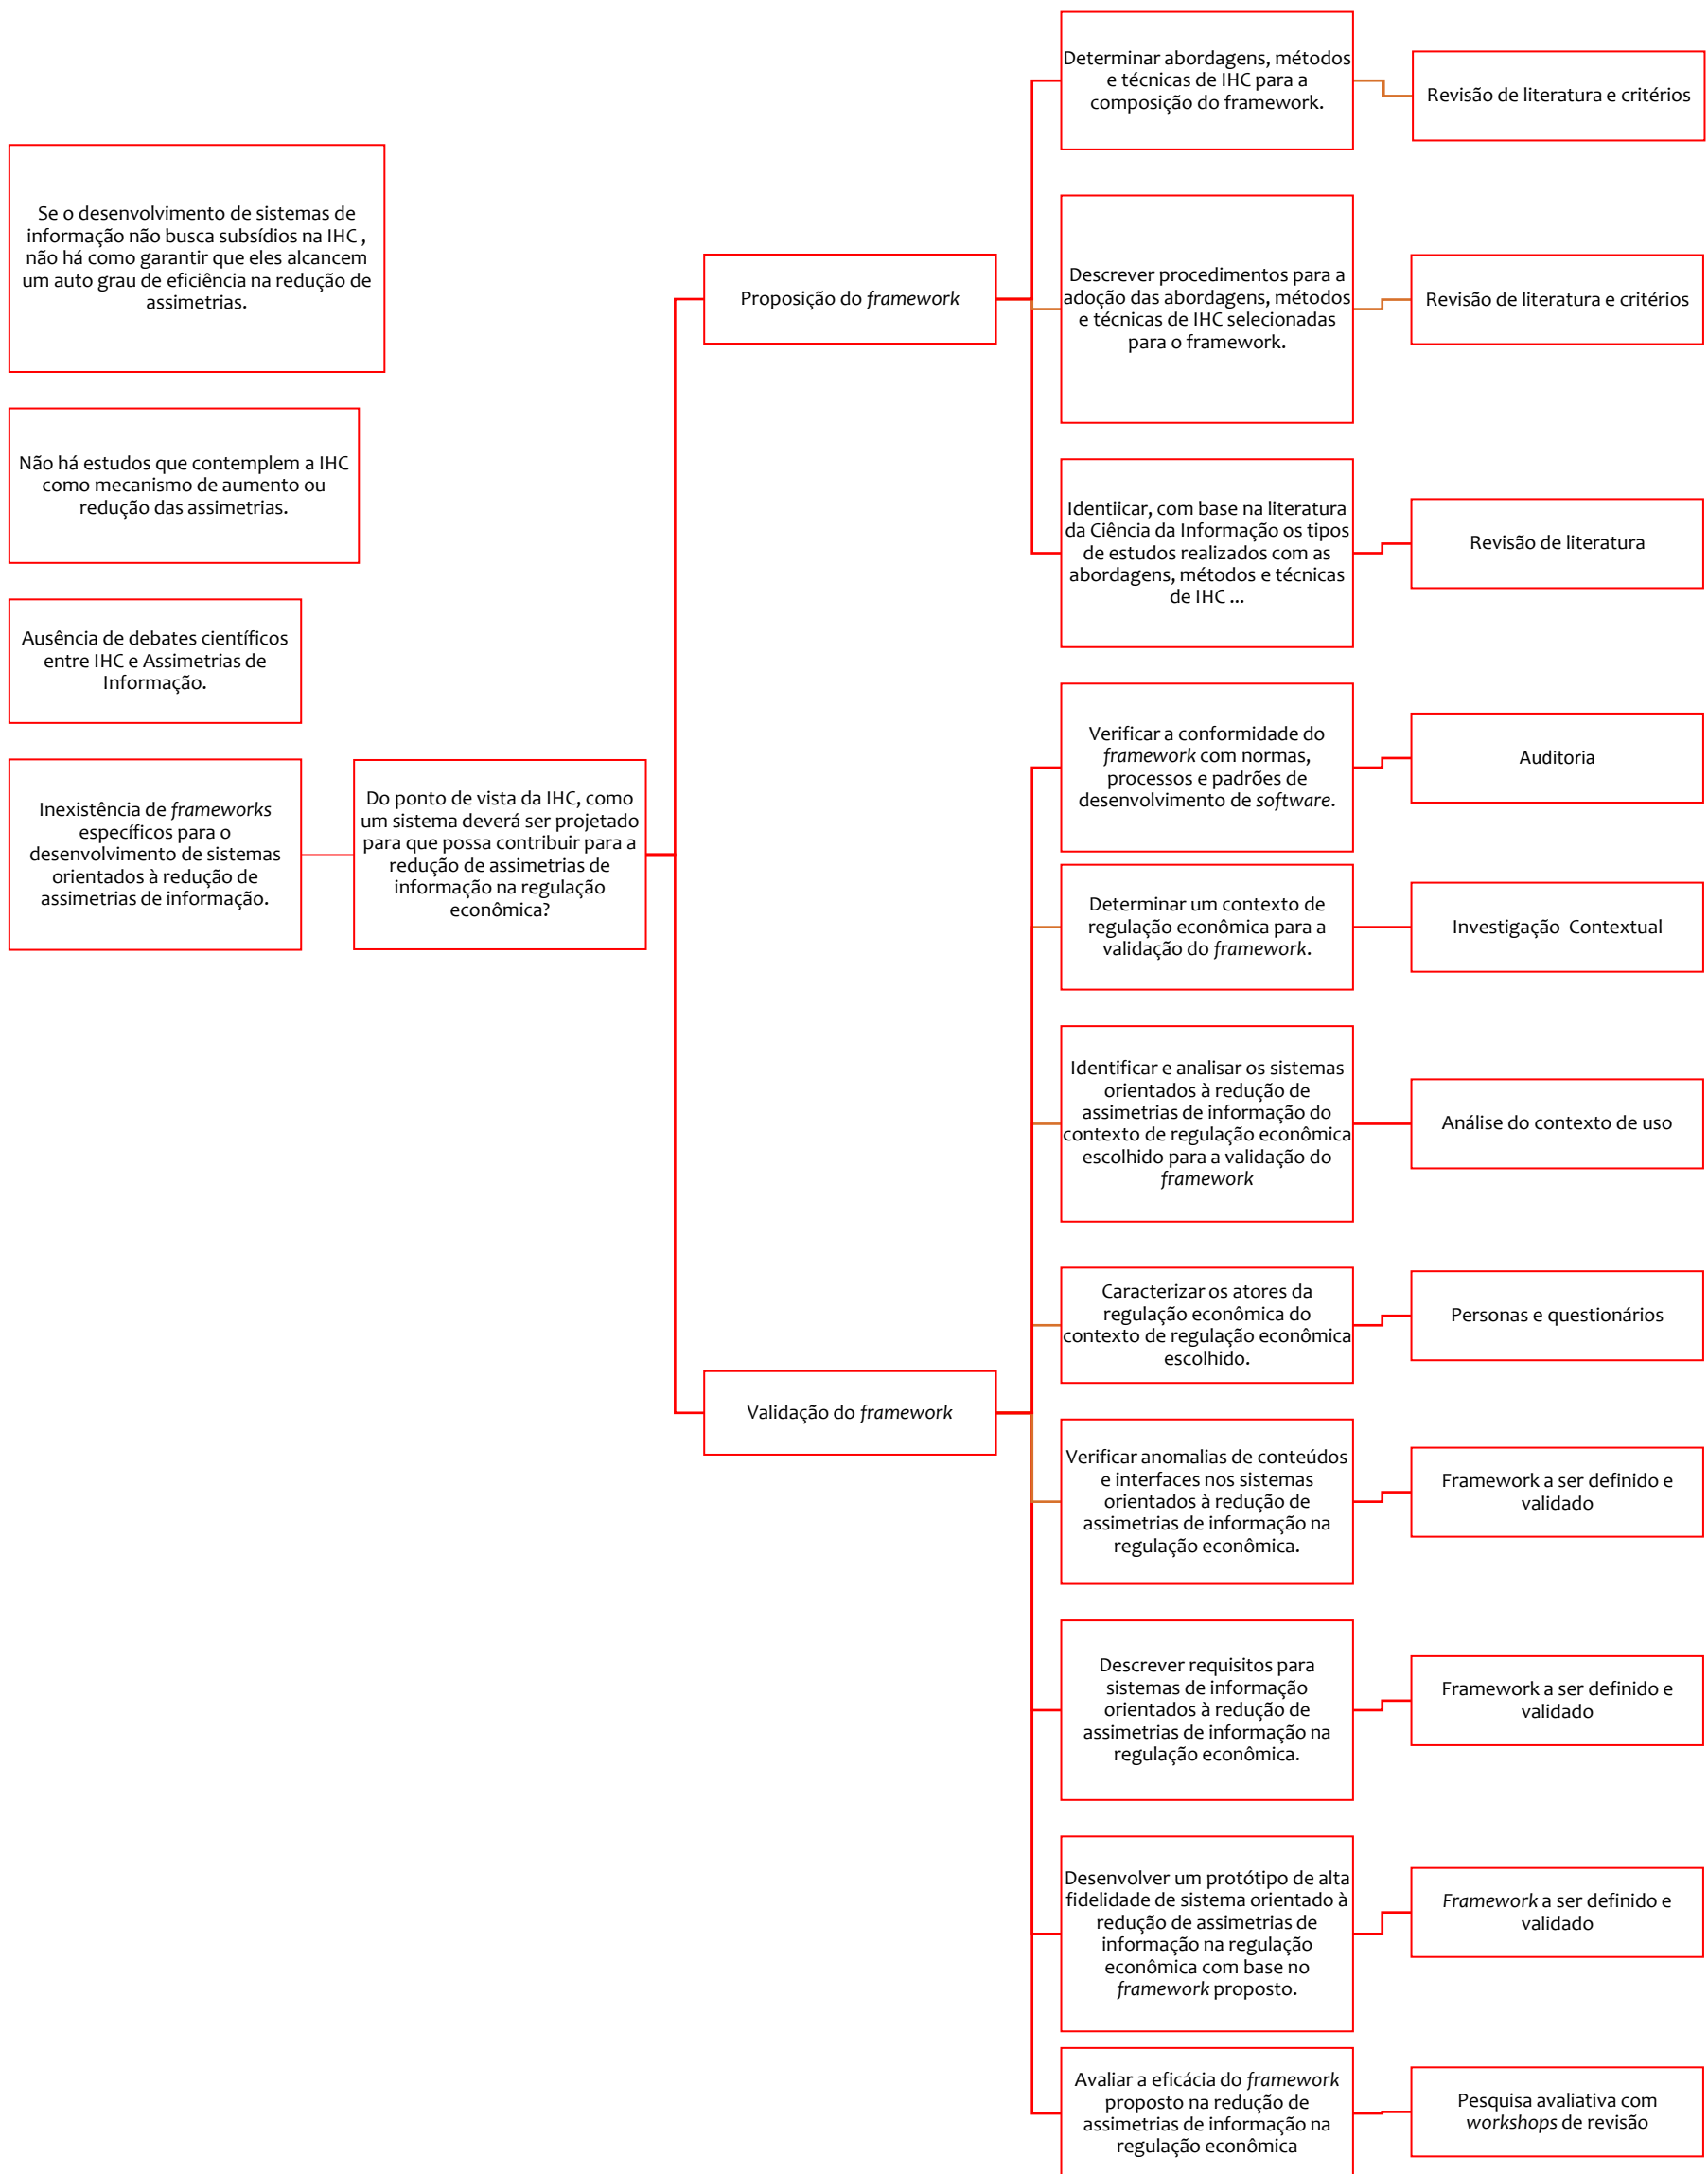 Se o desenvolvimento de sistemas de
informação não busca subsídios na IHC ,
não há como garantir que eles alcancem
um auto grau de eficiência na redução de
assimetrias.
Não há estudos que contemplem a IHC
como mecanismo de aumento ou
redução das assimetrias.
Ausência de debates científicos
entre IHC e Assimetrias de
Informação.
Inexistência de frameworks
específicos para o
desenvolvimento de sistemas
orientados à redução de
assimetrias de informação.
Do ponto de vista da IHC, como
um sistema deverá ser projetado
para que possa contribuir para a
redução de assimetrias de
informação na regulação
econômica?
Proposição do framework
Determinar abordagens, métodos
e técnicas de IHC para a
composição do framework.
Revisão de literatura e critérios
Descrever procedimentos para a
adoção das abordagens, métodos
e técnicas de IHC selecionadas
para o framework.
Revisão de literatura e critérios
Identiicar, com base na literatura
da Ciência da Informação os tipos
de estudos realizados com as
abordagens, métodos e técnicas
de IHC ...
Revisão de literatura
Validação do framework
Verificar a conformidade do
framework com normas,
processos e padrões de
desenvolvimento de software.
Auditoria
Determinar um contexto de
regulação econômica para a
validação do framework.
Investigação Contextual
Identificar e analisar os sistemas
orientados à redução de
assimetrias de informação do
contexto de regulação econômica
escolhido para a validação do
framework
Análise do contexto de uso
Caracterizar os atores da
regulação econômica do
contexto de regulação econômica
escolhido.
Personas e questionários
Verificar anomalias de conteúdos
e interfaces nos sistemas
orientados à redução de
assimetrias de informação na
regulação econômica.
Framework a ser definido e
validado
Descrever requisitos para
sistemas de informação
orientados à redução de
assimetrias de informação na
regulação econômica.
Framework a ser definido e
validado
Desenvolver um protótipo de alta
fidelidade de sistema orientado à
redução de assimetrias de
informação na regulação
econômica com base no
framework proposto.
Framework a ser definido e
validado
Avaliar a eficácia do framework
proposto na redução de
assimetrias de informação na
regulação econômica
Pesquisa avaliativa com
workshops de revisão